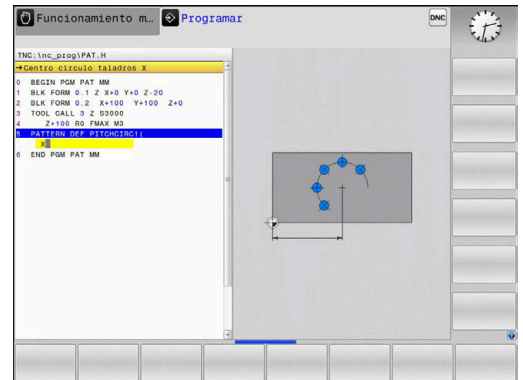 Funcionamiento m… Programar
DNC
TNC:\nc_prog\PAT.H
→Centro círculo taladros X
0 BEGIN PGM PAT MM
1 BLK FORM 0.1 Z X+0 Y+0 Z-20
2 BLK FORM 0.2 X+100 Y+100 Z+0
3 TOOL CALL 3 Z S3000
4 Z+100 R0 FMAX M3
5 PATTERN DEF PITCHCIRC1(
X
6 END PGM PAT MM